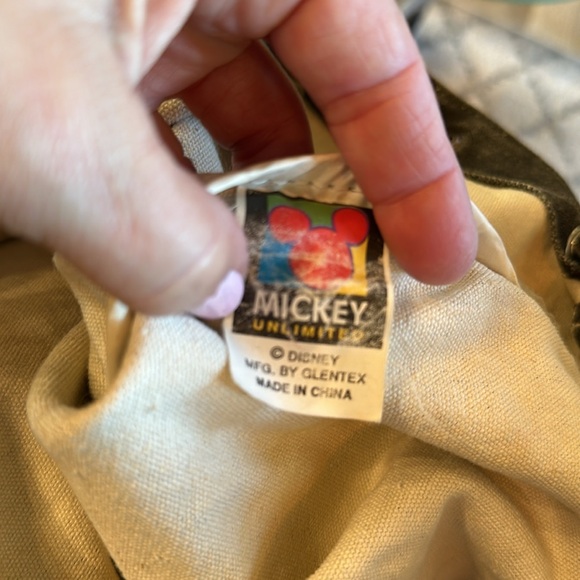 MICKEY
UNLIMITED
© DISNEY
MFG. BY GLENTEX
MADE IN CHINA